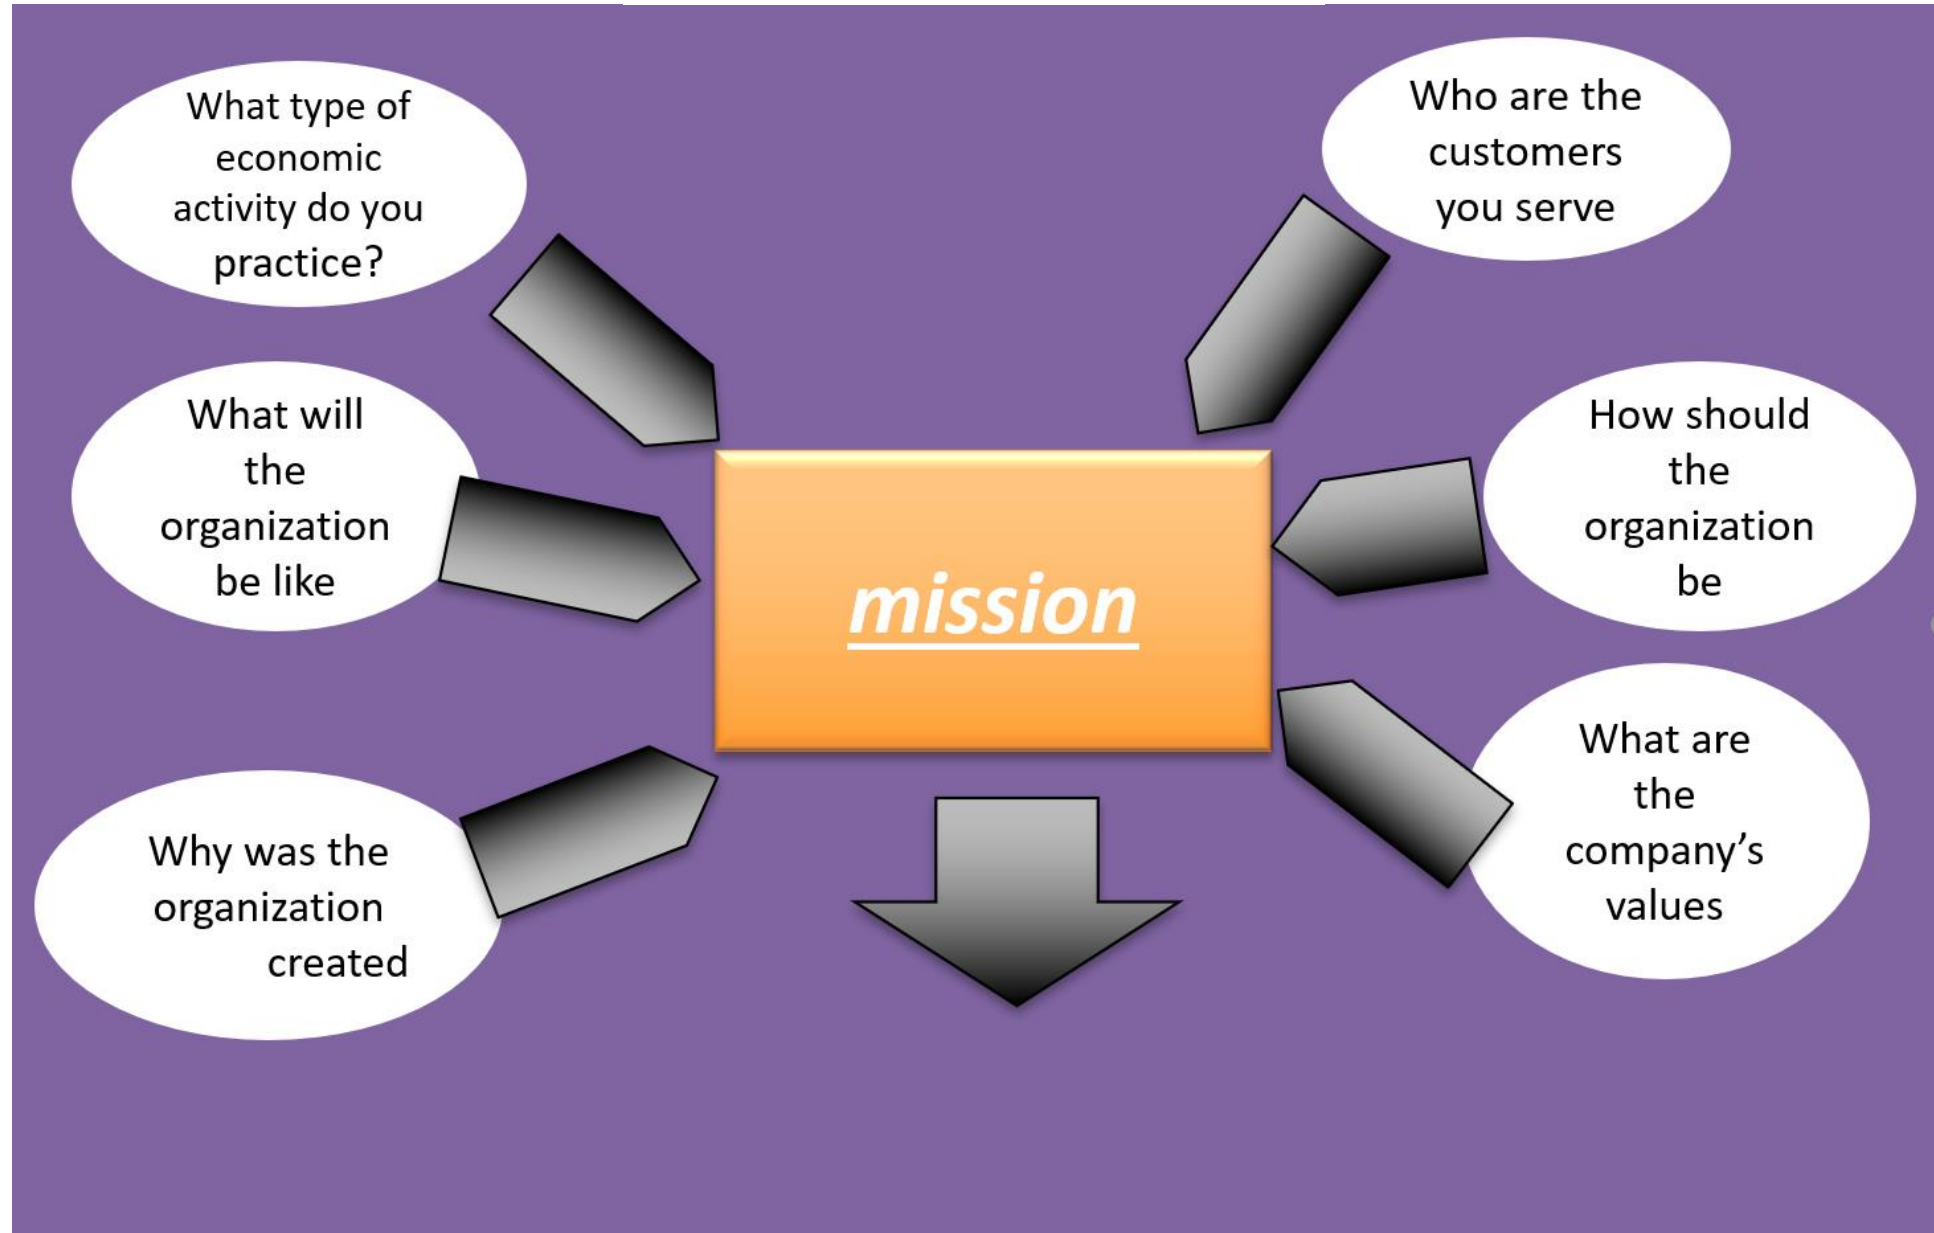 What type of
economic
activity do you
practice?
Who are the
customers
you serve
What will
the
organization
be like
How should
the
organization
be
mission
Why was the
organization
created
What are
the
company’s
values